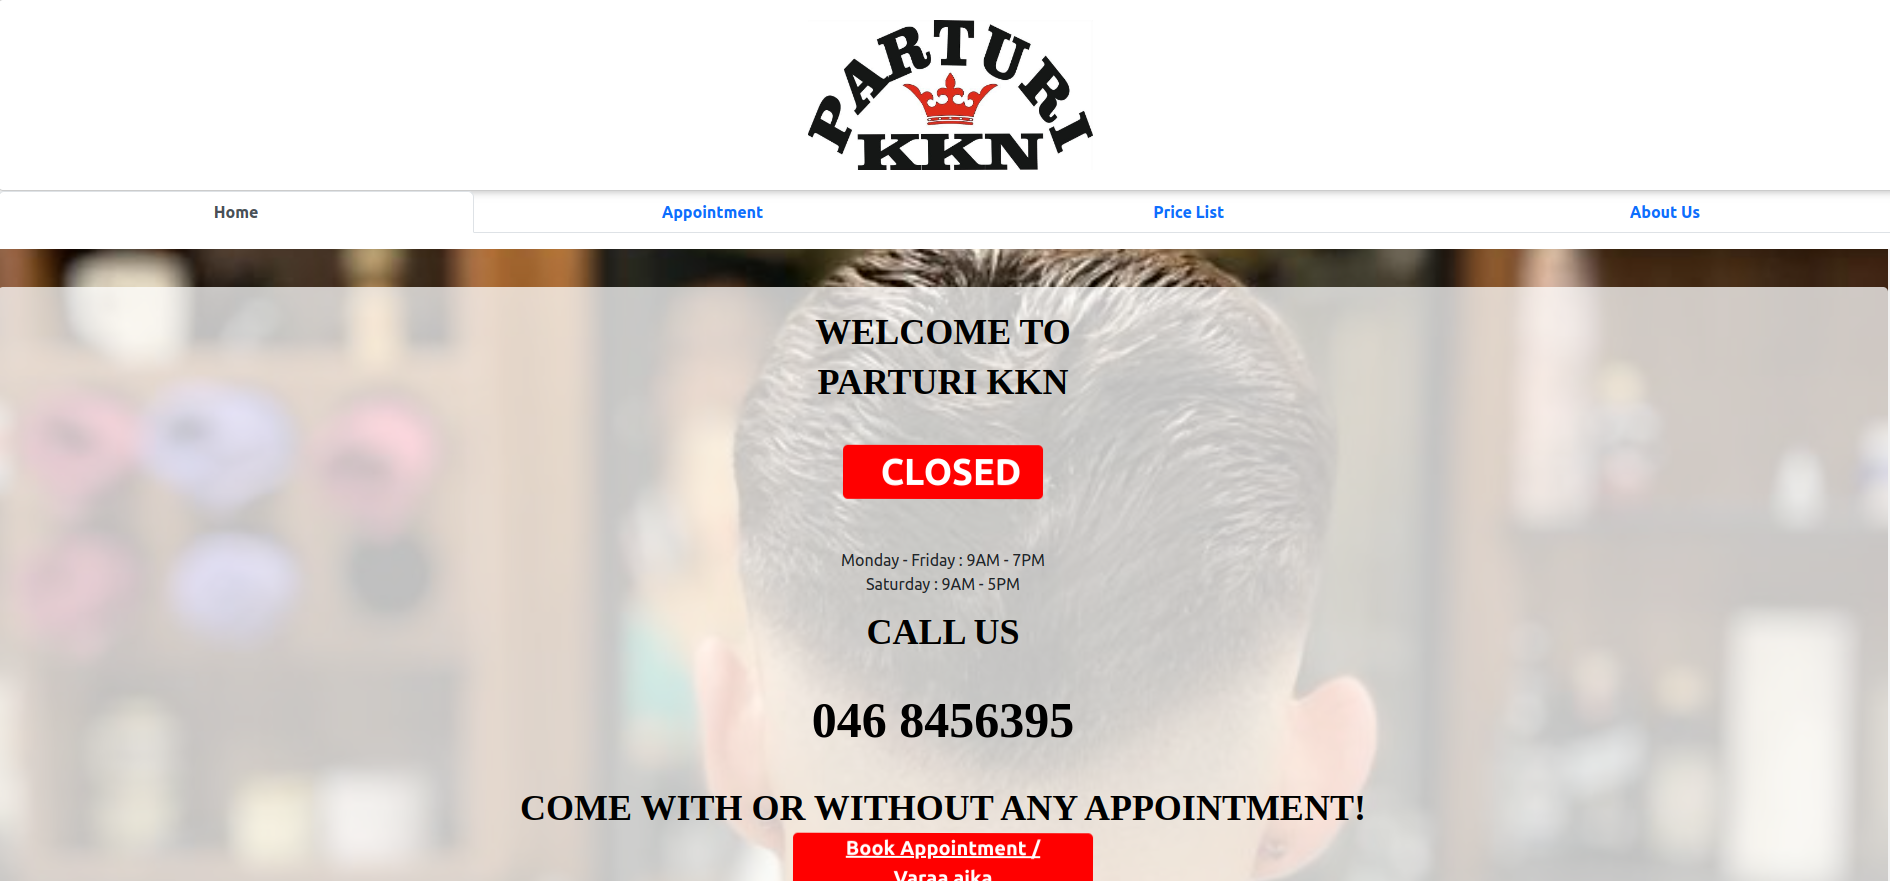 PARTURI
KKN
Home
Appointment
Price List
About Us
WELCOME TO
PARTURI KKN
CLOSED
Monday - Friday : 9AM - 7PM
Saturday : 9AM - 5PM
CALL US
046 8456395
COME WITH OR WITHOUT ANY APPOINTMENT!
Book Appointment /
Varaa aika